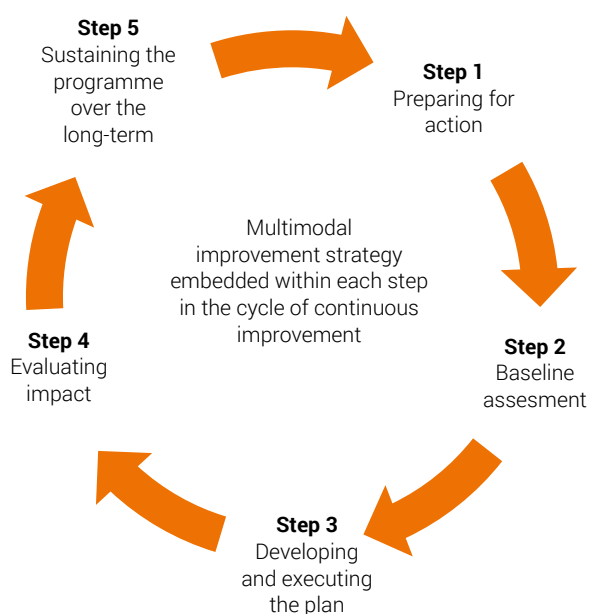 Step 1
Preparing for
action
Step 2
Baseline
assesment
Step 3
Developing
and executing
the plan
Step 4
Evaluating
impact
Step 5
Sustaining the
programme
over the
long-term
Multimodal
improvement strategy
embedded within each step
in the cycle of continuous
improvement